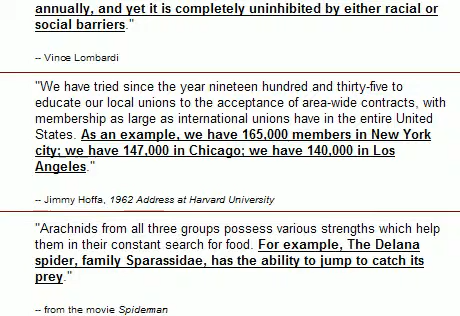 annually, and yet it is completely uninhibited by either racial or
social barriers."
-- Vince Lombardi
"We have tried since the year nineteen hundred and thirty-five to
educate our local unions to the acceptance of area-wide contracts, with
membership as large as international unions have in the entire United
States. As an example, we have 165,000 members in New York
city; we have 147,000 in Chicago; we have 140,000 in Los
Angeles."
-- Jimmy Hoffa, 1962 Address at Harvard University
"Arachnids from all three groups possess various strengths which help
them in their constant search for food. For example, The Delana
spider, family Sparassidae, has the ability to jump to catch its
prey."
-- from the movie Spiderman